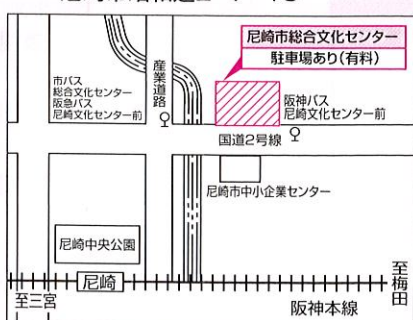 尼崎市総合文化センター
駐車場あり(有料)
産業道路
市バス
総合文化センター
阪急バス
尼崎文化センター前
阪神バス
尼崎文化センター前
国道2号線
尼崎市中小企業センター
尼崎中央公園
尼崎
至三宮
阪神本線
至梅田